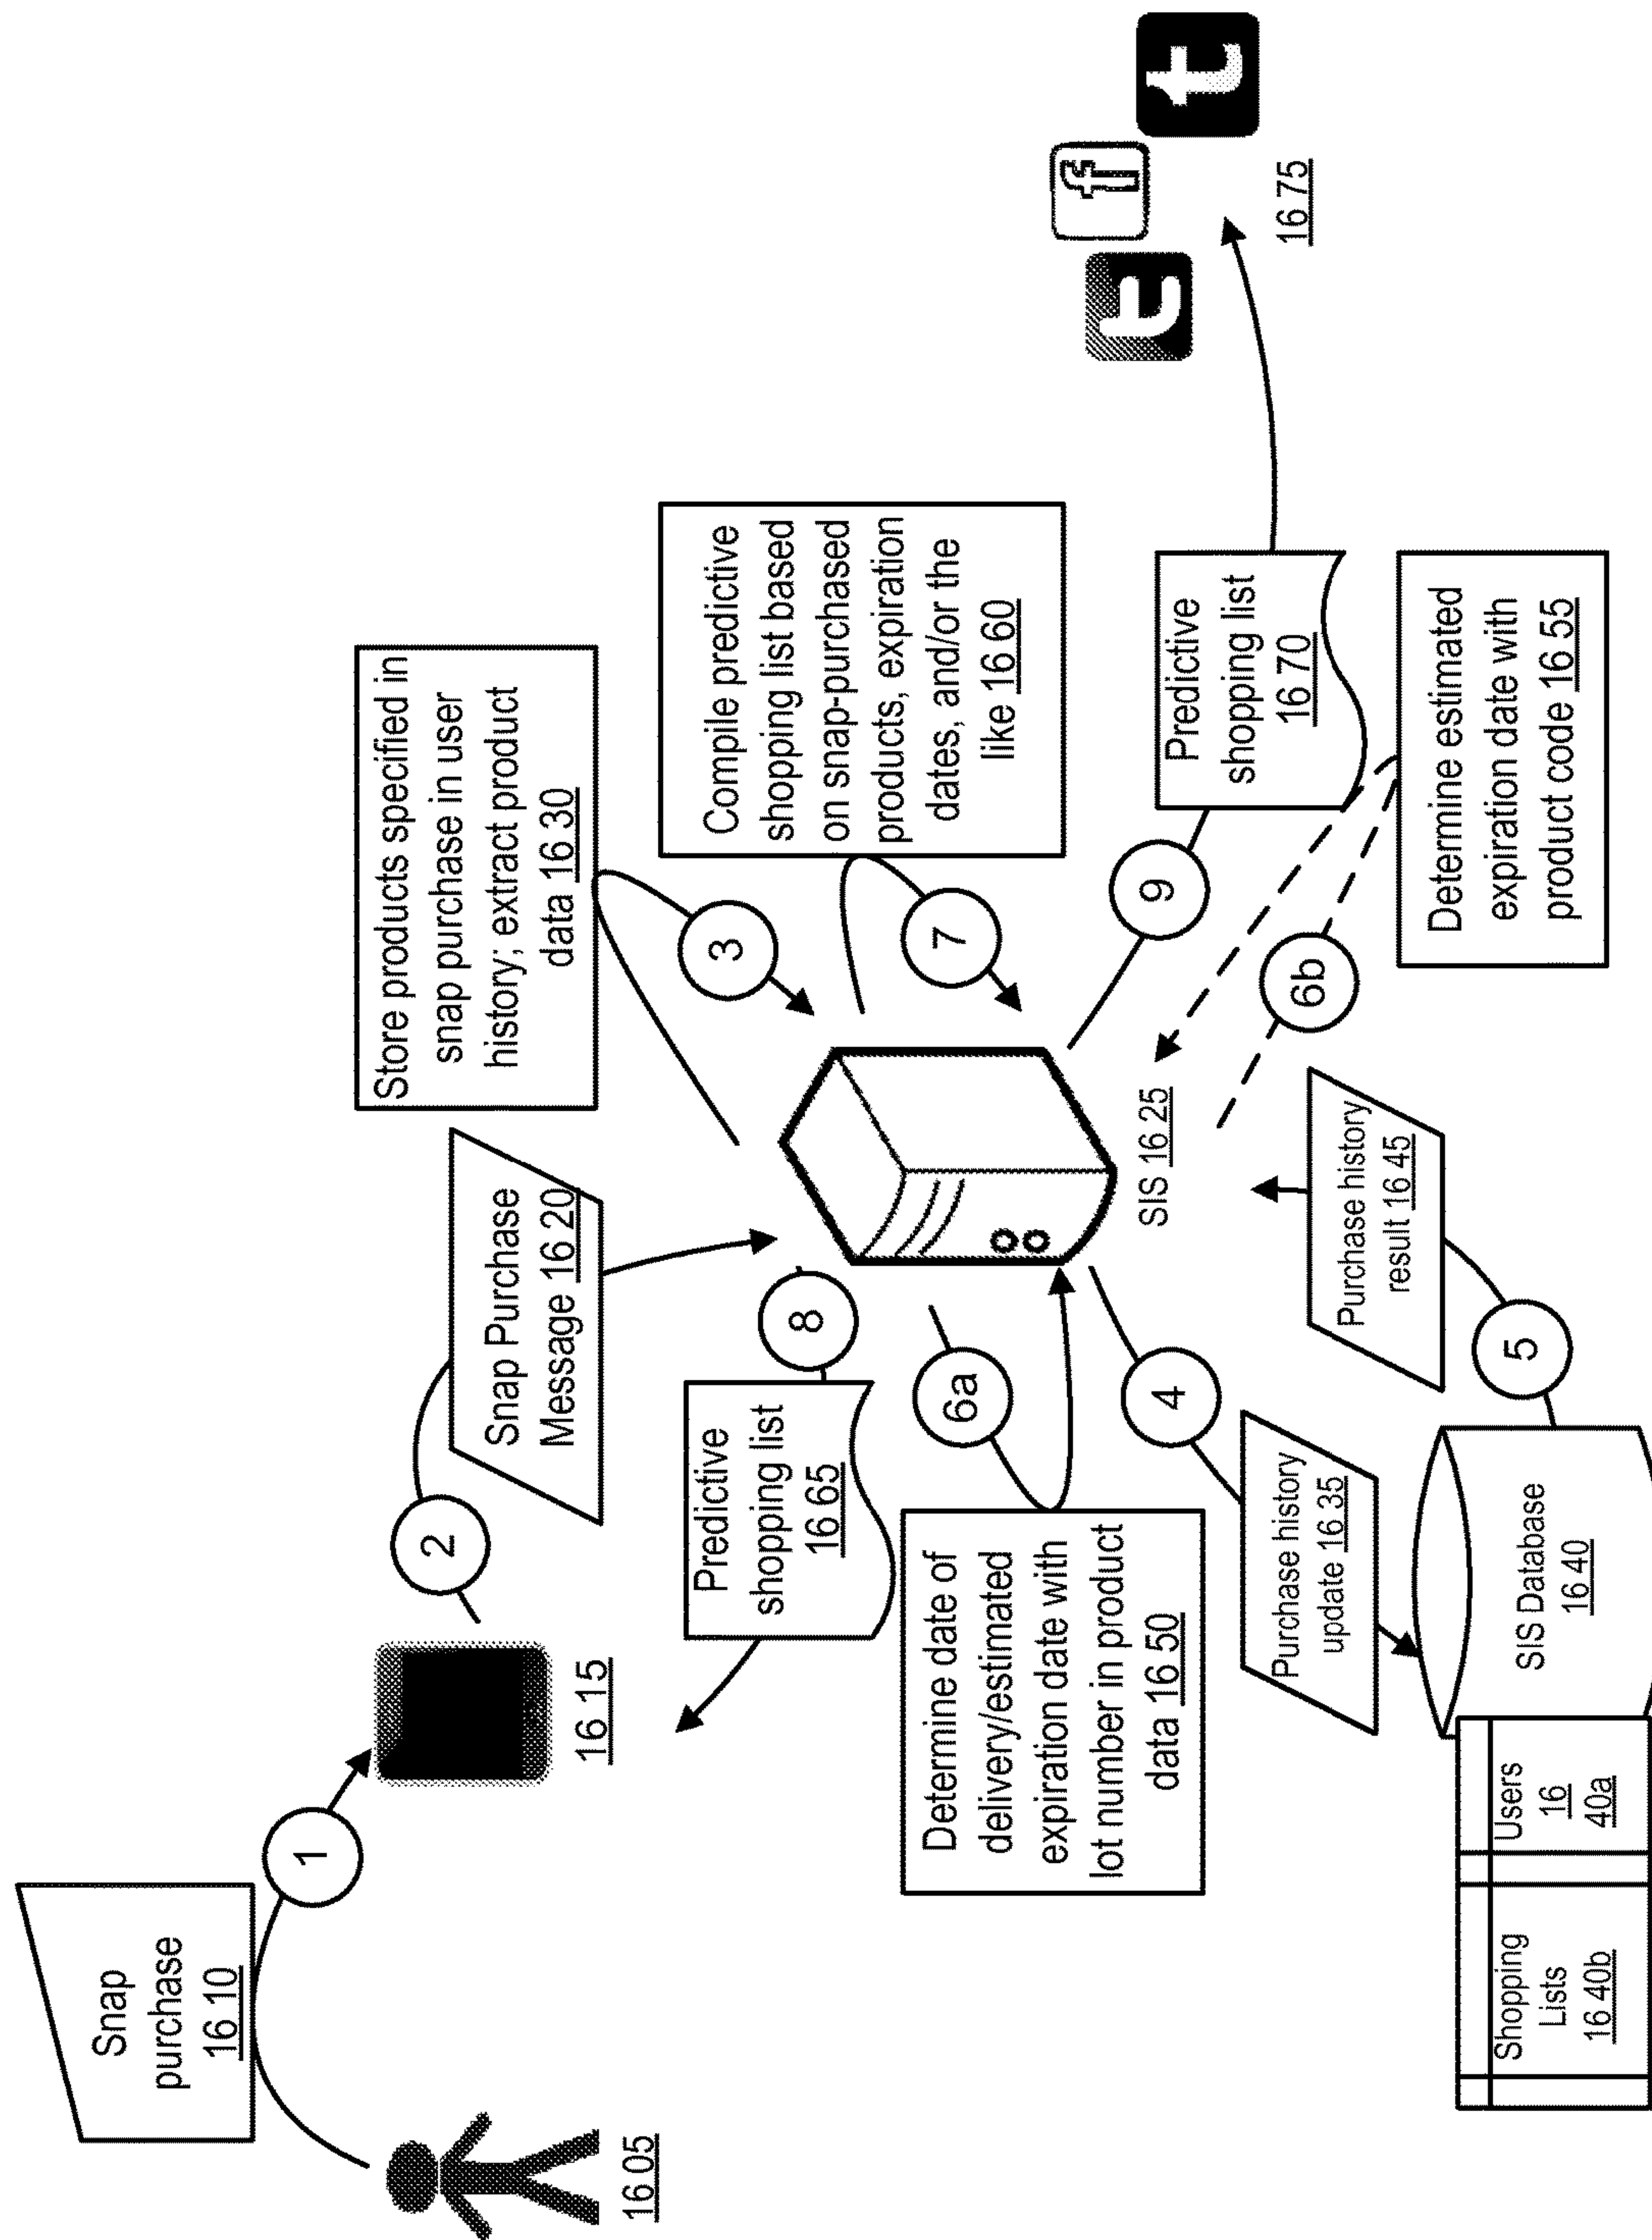 Snap
purchase
16 10
1
16 05
16 15
2
Snap Purchase
Message 16 20
Store products specified in
snap purchase in user
history; extract product
data 16 30
3
Compile predictive
shopping list based
on snap-purchased
products, expiration
dates, and/or the
like 16 60
7
8
Predictive
shopping list
16 65
6a
Determine date of
delivery/estimated
expiration date with
lot number in product
data 16 50
SIS 16 25
4
Purchase history
update 16 35
5
Purchase history
result 16 45
SIS Database
16 40
Users
16
40a
Shopping
Lists
16 40b
6b
Determine estimated
expiration date with
product code 16 55
9
Predictive
shopping list
16 70
t
f
t
16 75